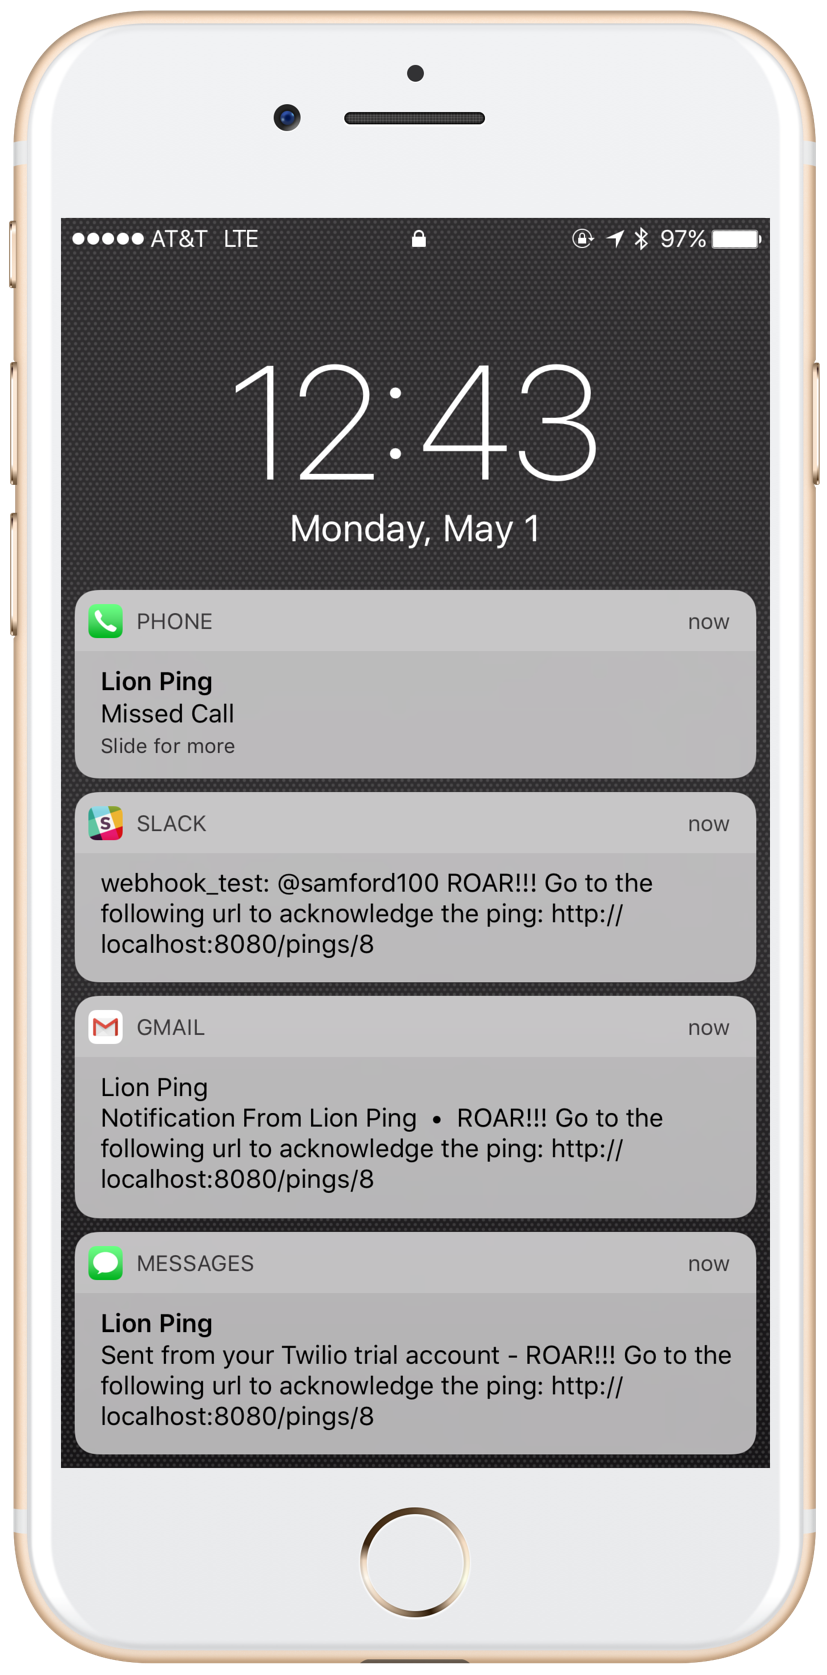 AT&T LTE 97%
12:43
Monday, May 1
PHONE now
Lion Ping
Missed Call
Slide for more
S SLACK now
webhook_test: @samford100 ROAR!!! Go to the
following url to acknowledge the ping: http://
localhost:8080/pings/8
GMAIL now
Lion Ping
Notification From Lion Ping • ROAR!!! Go to the
following url to acknowledge the ping: http://
localhost:8080/pings/8
MESSAGES now
Lion Ping
Sent from your Twilio trial account - ROAR!!! Go to the
following url to acknowledge the ping: http://
localhost:8080/pings/8